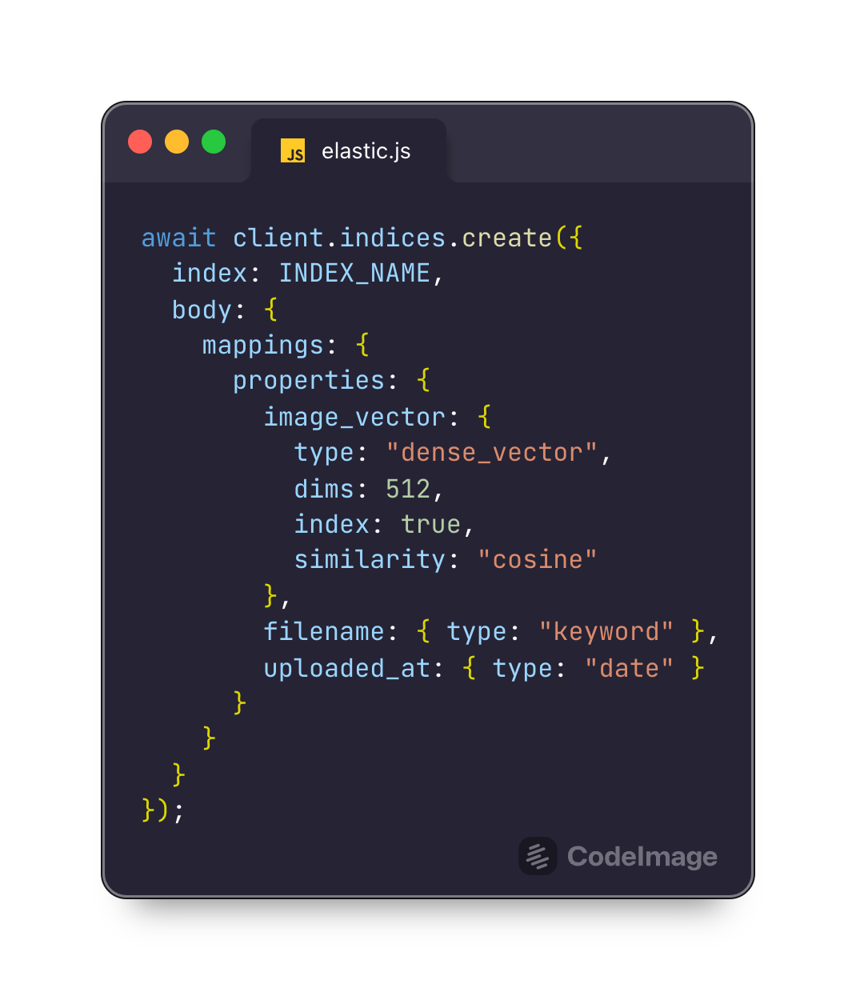 JS elastic.js
await client.indices.create({
  index: INDEX_NAME,
  body: {
    mappings: {
      properties: {
        image_vector: {
          type: "dense_vector",
          dims: 512,
          index: true,
          similarity: "cosine"
        },
        filename: { type: "keyword" },
        uploaded_at: { type: "date" }
      }
    }
  }
});
CodeImage